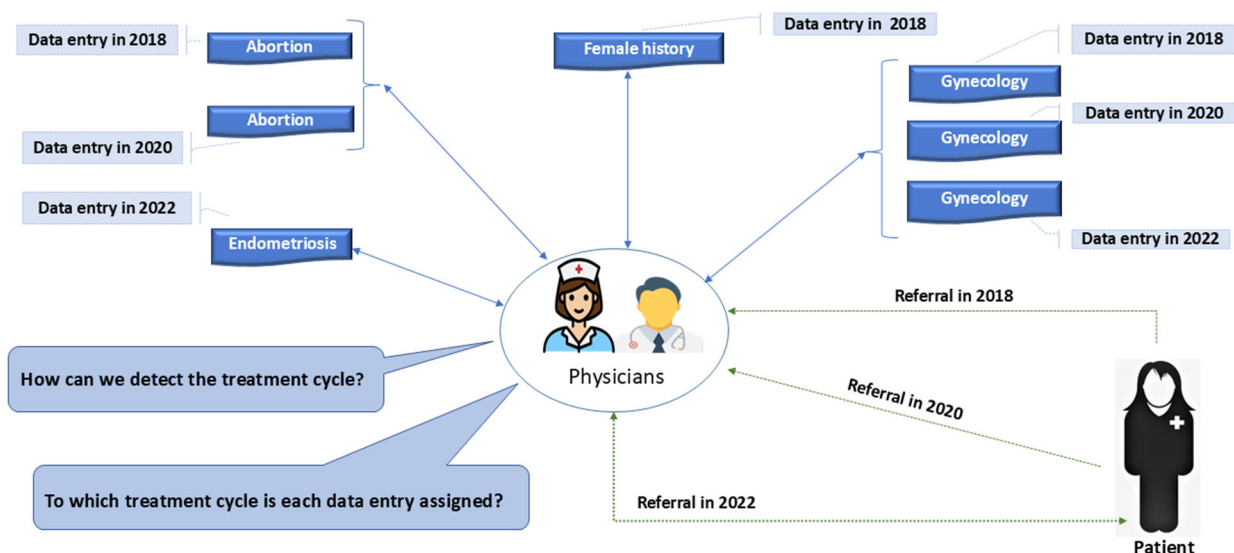 Data entry in 2018
Abortion
Abortion
Data entry in 2020
Data entry in 2022
Endometriosis
Data entry in 2018
Female history
Data entry in 2018
Gynecology
Data entry in 2020
Gynecology
Gynecology
Data entry in 2022
Physicians
Referral in 2018
Referral in 2020
Referral in 2022
Patient
How can we detect the treatment cycle?
To which treatment cycle is each data entry assigned?